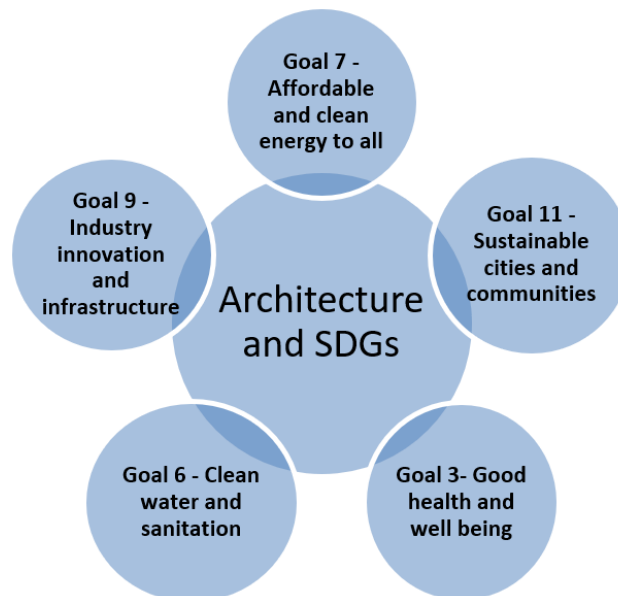 Goal 7 -
Affordable
and clean
energy to all
Goal 9 -
Industry
innovation
and
infrastructure
Goal 11 -
Sustainable
cities and
communities
Architecture
and SDGs
Goal 6 - Clean
water and
sanitation
Goal 3- Good
health and
well being